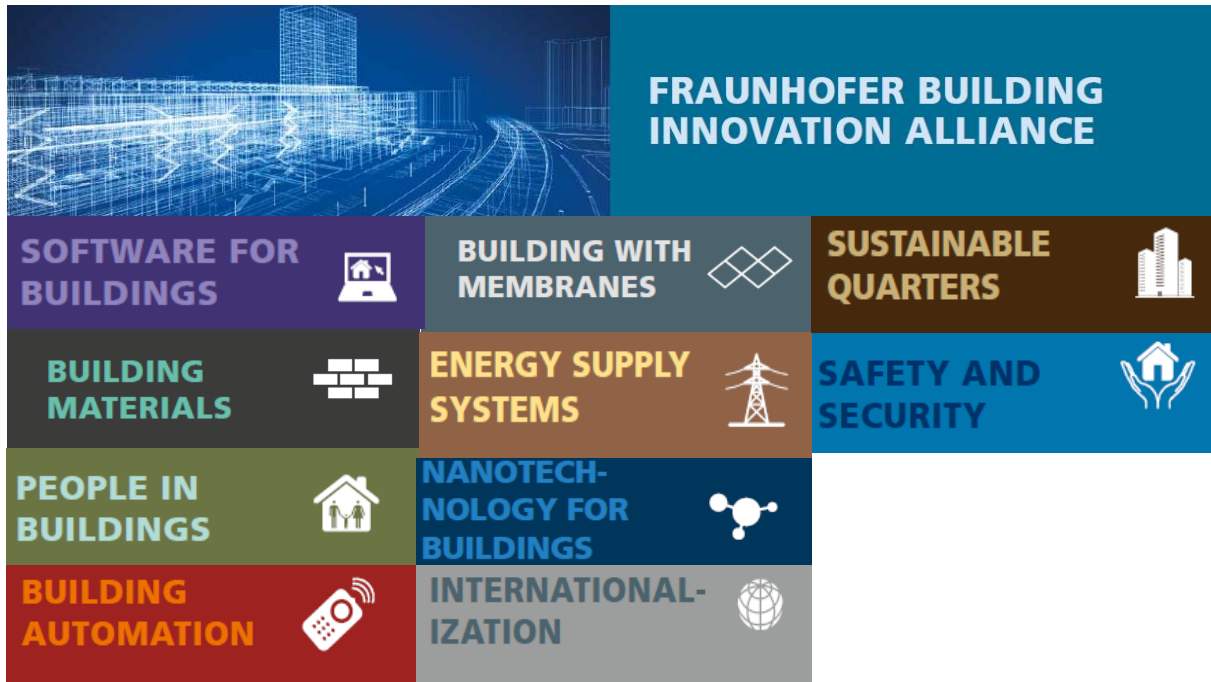 FRAUNHOFER BUILDING
INNOVATION ALLIANCE
SOFTWARE FOR
BUILDINGS
BUILDING WITH
MEMBRANES
SUSTAINABLE
QUARTERS
BUILDING
MATERIALS
ENERGY SUPPLY
SYSTEMS
SAFETY AND
SECURITY
PEOPLE IN
BUILDINGS
NANOTECH-
NOLOGY FOR
BUILDINGS
BUILDING
AUTOMATION
INTERNATIONAL-
IZATION